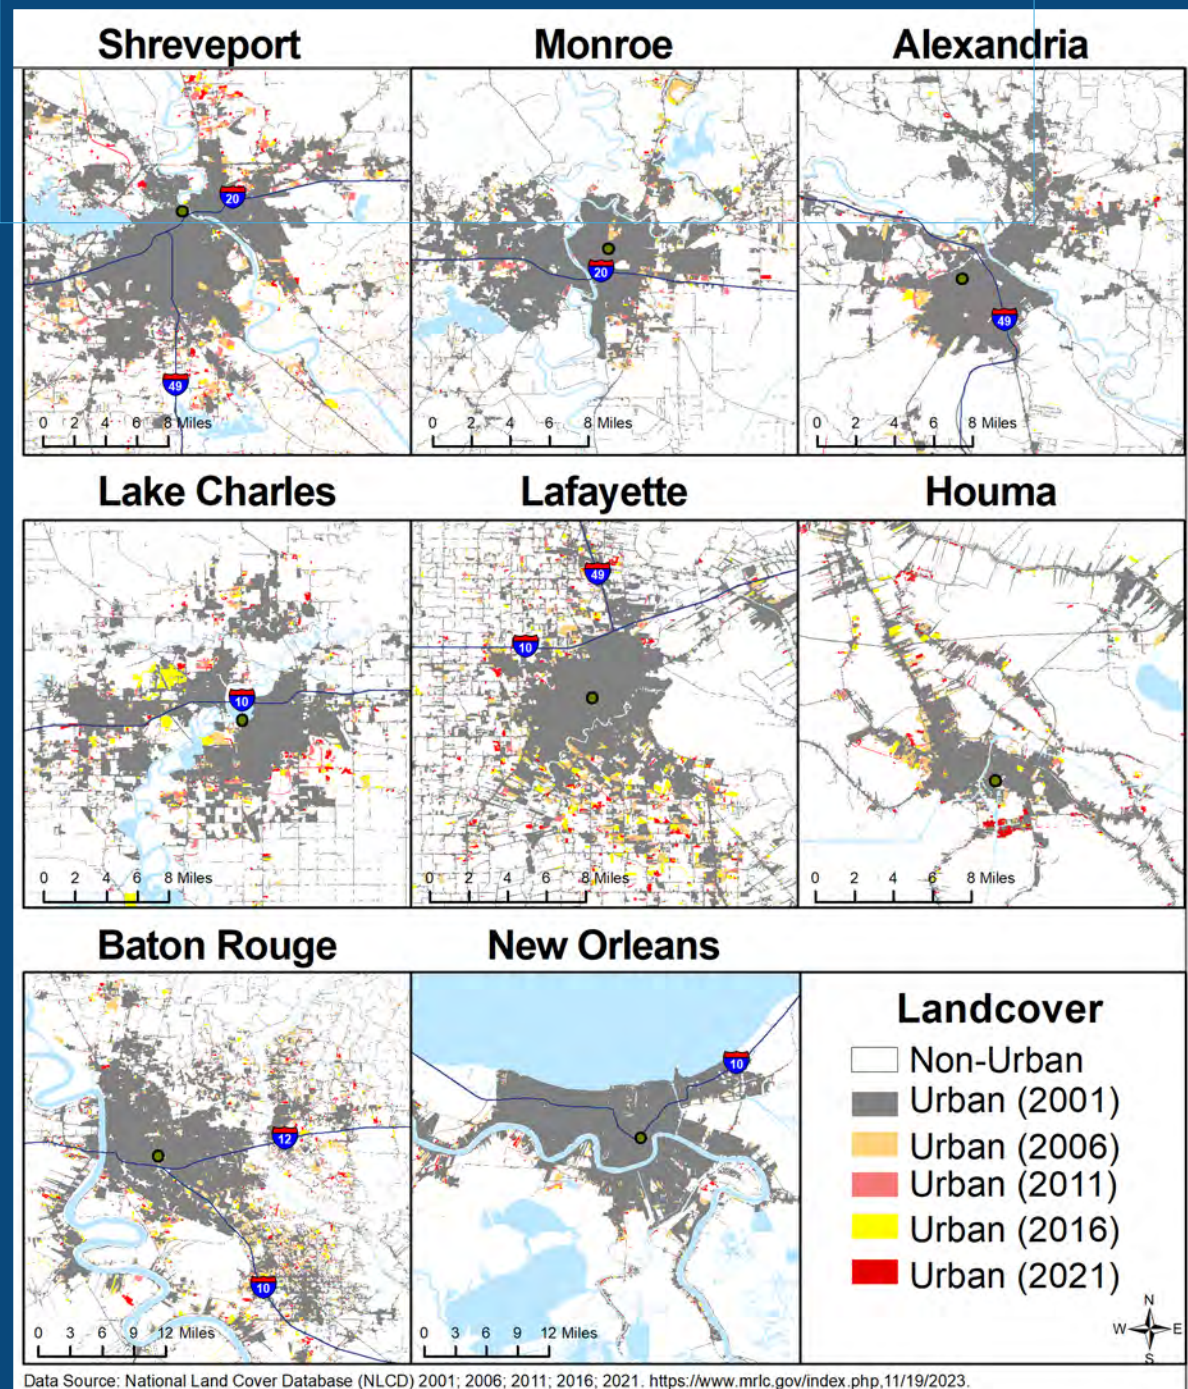 Shreveport Monroe Alexandria
20
49
0 2 4 6 8 Miles
20
0 2 4 6 8 Miles
49
0 2 4 6 8 Miles
Lake Charles Lafayette Houma
10
0 2 4 6 8 Miles
49
10
0 2 4 6 8 Miles
0 2 4 6 8 Miles
Baton Rouge New Orleans
12
10
0 3 6 9 12 Miles
10
0 3 6 9 12 Miles
Landcover
Non-Urban
Urban (2001)
Urban (2006)
Urban (2011)
Urban (2016)
Urban (2021)
N
W E
S
Data Source: National Land Cover Database (NLCD) 2001; 2006; 2011; 2016; 2021. https://www.mrlc.gov/index.php,11/19/2023.